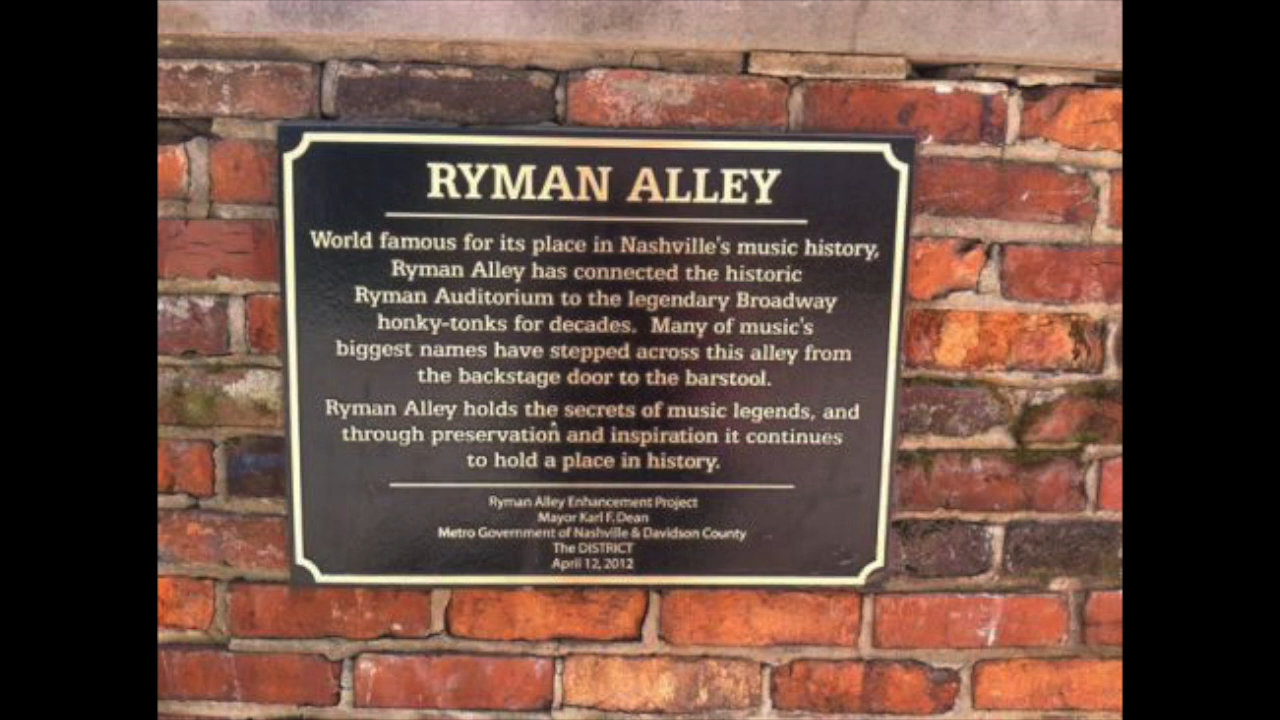 RYMAN ALLEY
World famous for its place in Nashville's music history,
Ryman Alley has connected the historic
Ryman Auditorium to the legendary Broadway
honky-tonks for decades. Many of music's
biggest names have stepped across this alley from
the backstage door to the barstool.
Ryman Alley holds the secrets of music legends, and
through preservation and inspiration it continues
to hold a place in history.
Ryman Alley Enhancement Project
Mayor Karl F. Dean
Metro Government of Nashville & Davidson County
The DISTRICT
April 12, 2012